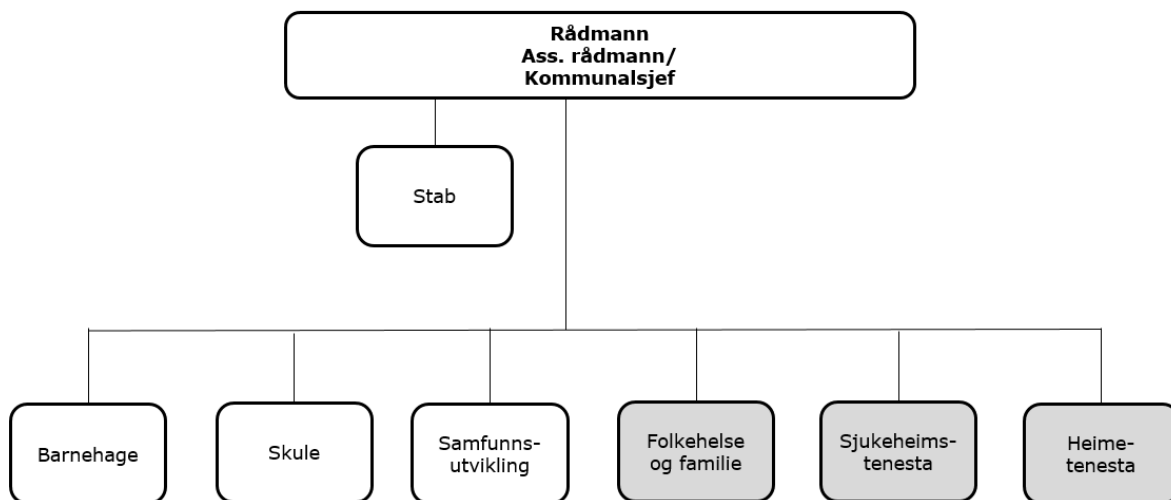 Rådmann
Ass. rådmann/
Kommunalsjef
Stab
Barnehage
Skule
Samfunns-
utvikling
Folkehelse
og familie
Sjukeheims-
tenesta
Heime-
tenesta